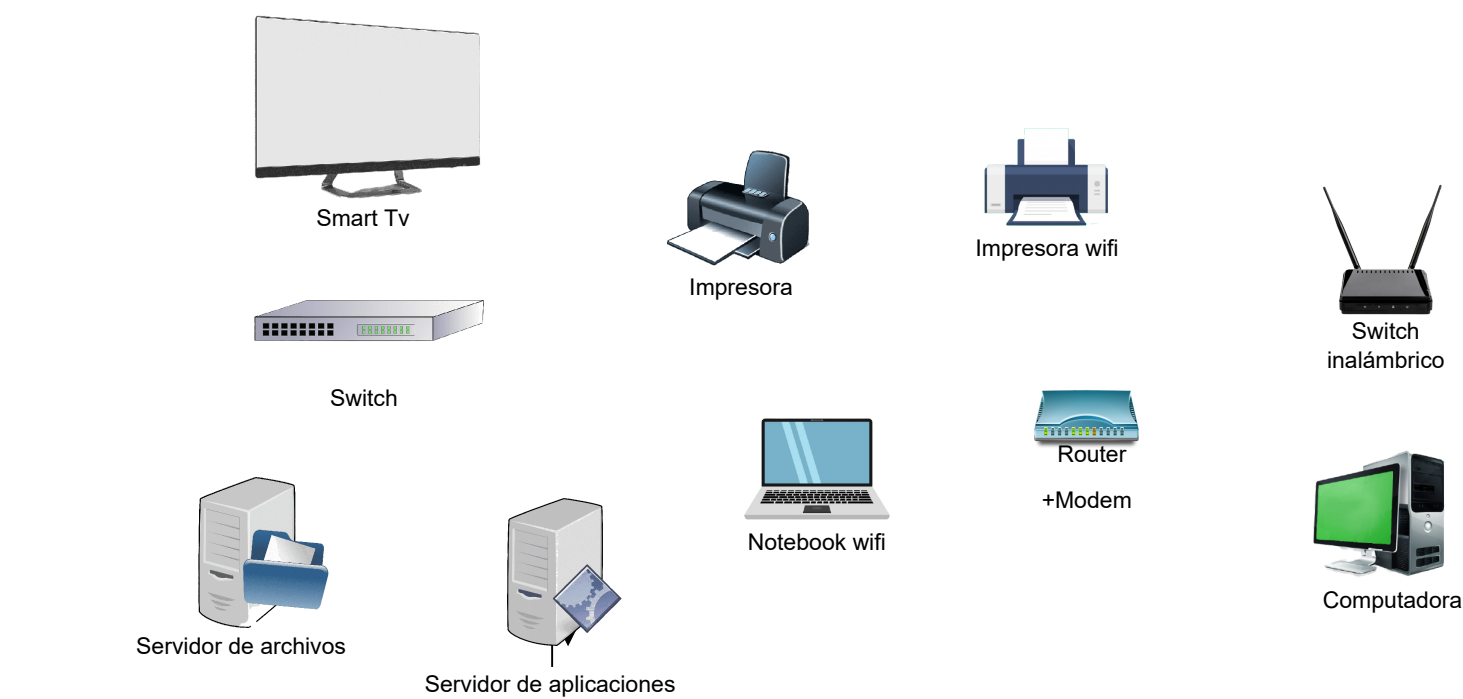 Smart Tv
Impresora
Impresora wifi
Switch
inalámbrico
Switch
Notebook wifi
Router
+Modem
Computadora
Servidor de archivos
Servidor de aplicaciones